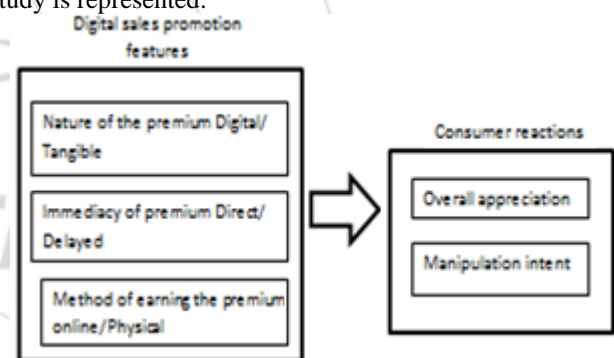 study is represented.
Digital sales promotion
features
Nature of the premium Digital/
Tangible
Immediacy of premium Direct/
Delayed
Method of earning the premium
online/Physical
Consumer reactions
Overall appreciation
Manipulation intent